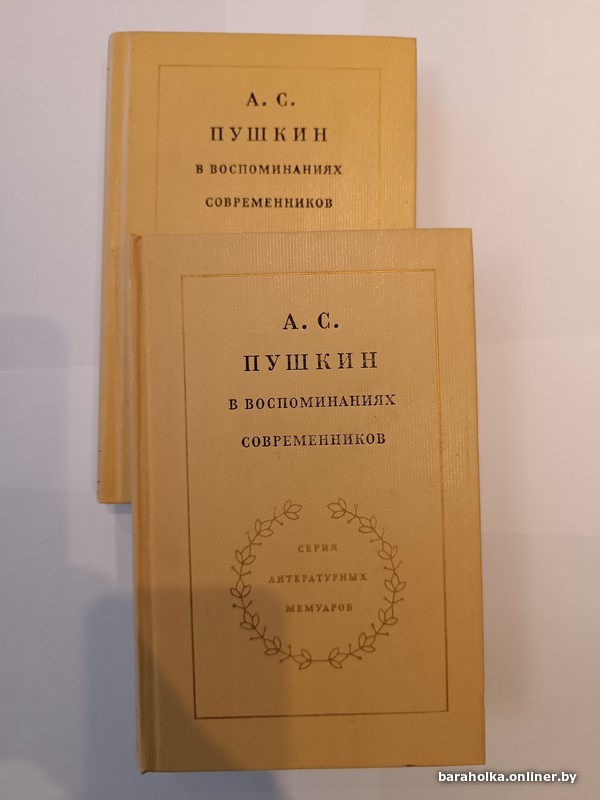 А. С.
ПУШКИН
В ВОСПОМИНАНИЯХ
СОВРЕМЕННИКОВ
А. С.
ПУШКИН
В ВОСПОМИНАНИЯХ
СОВРЕМЕННИКОВ
СЕРИЯ
ЛИТЕРАТУРНЫХ
МЕМУАРОВ
baraholka.onliner.by